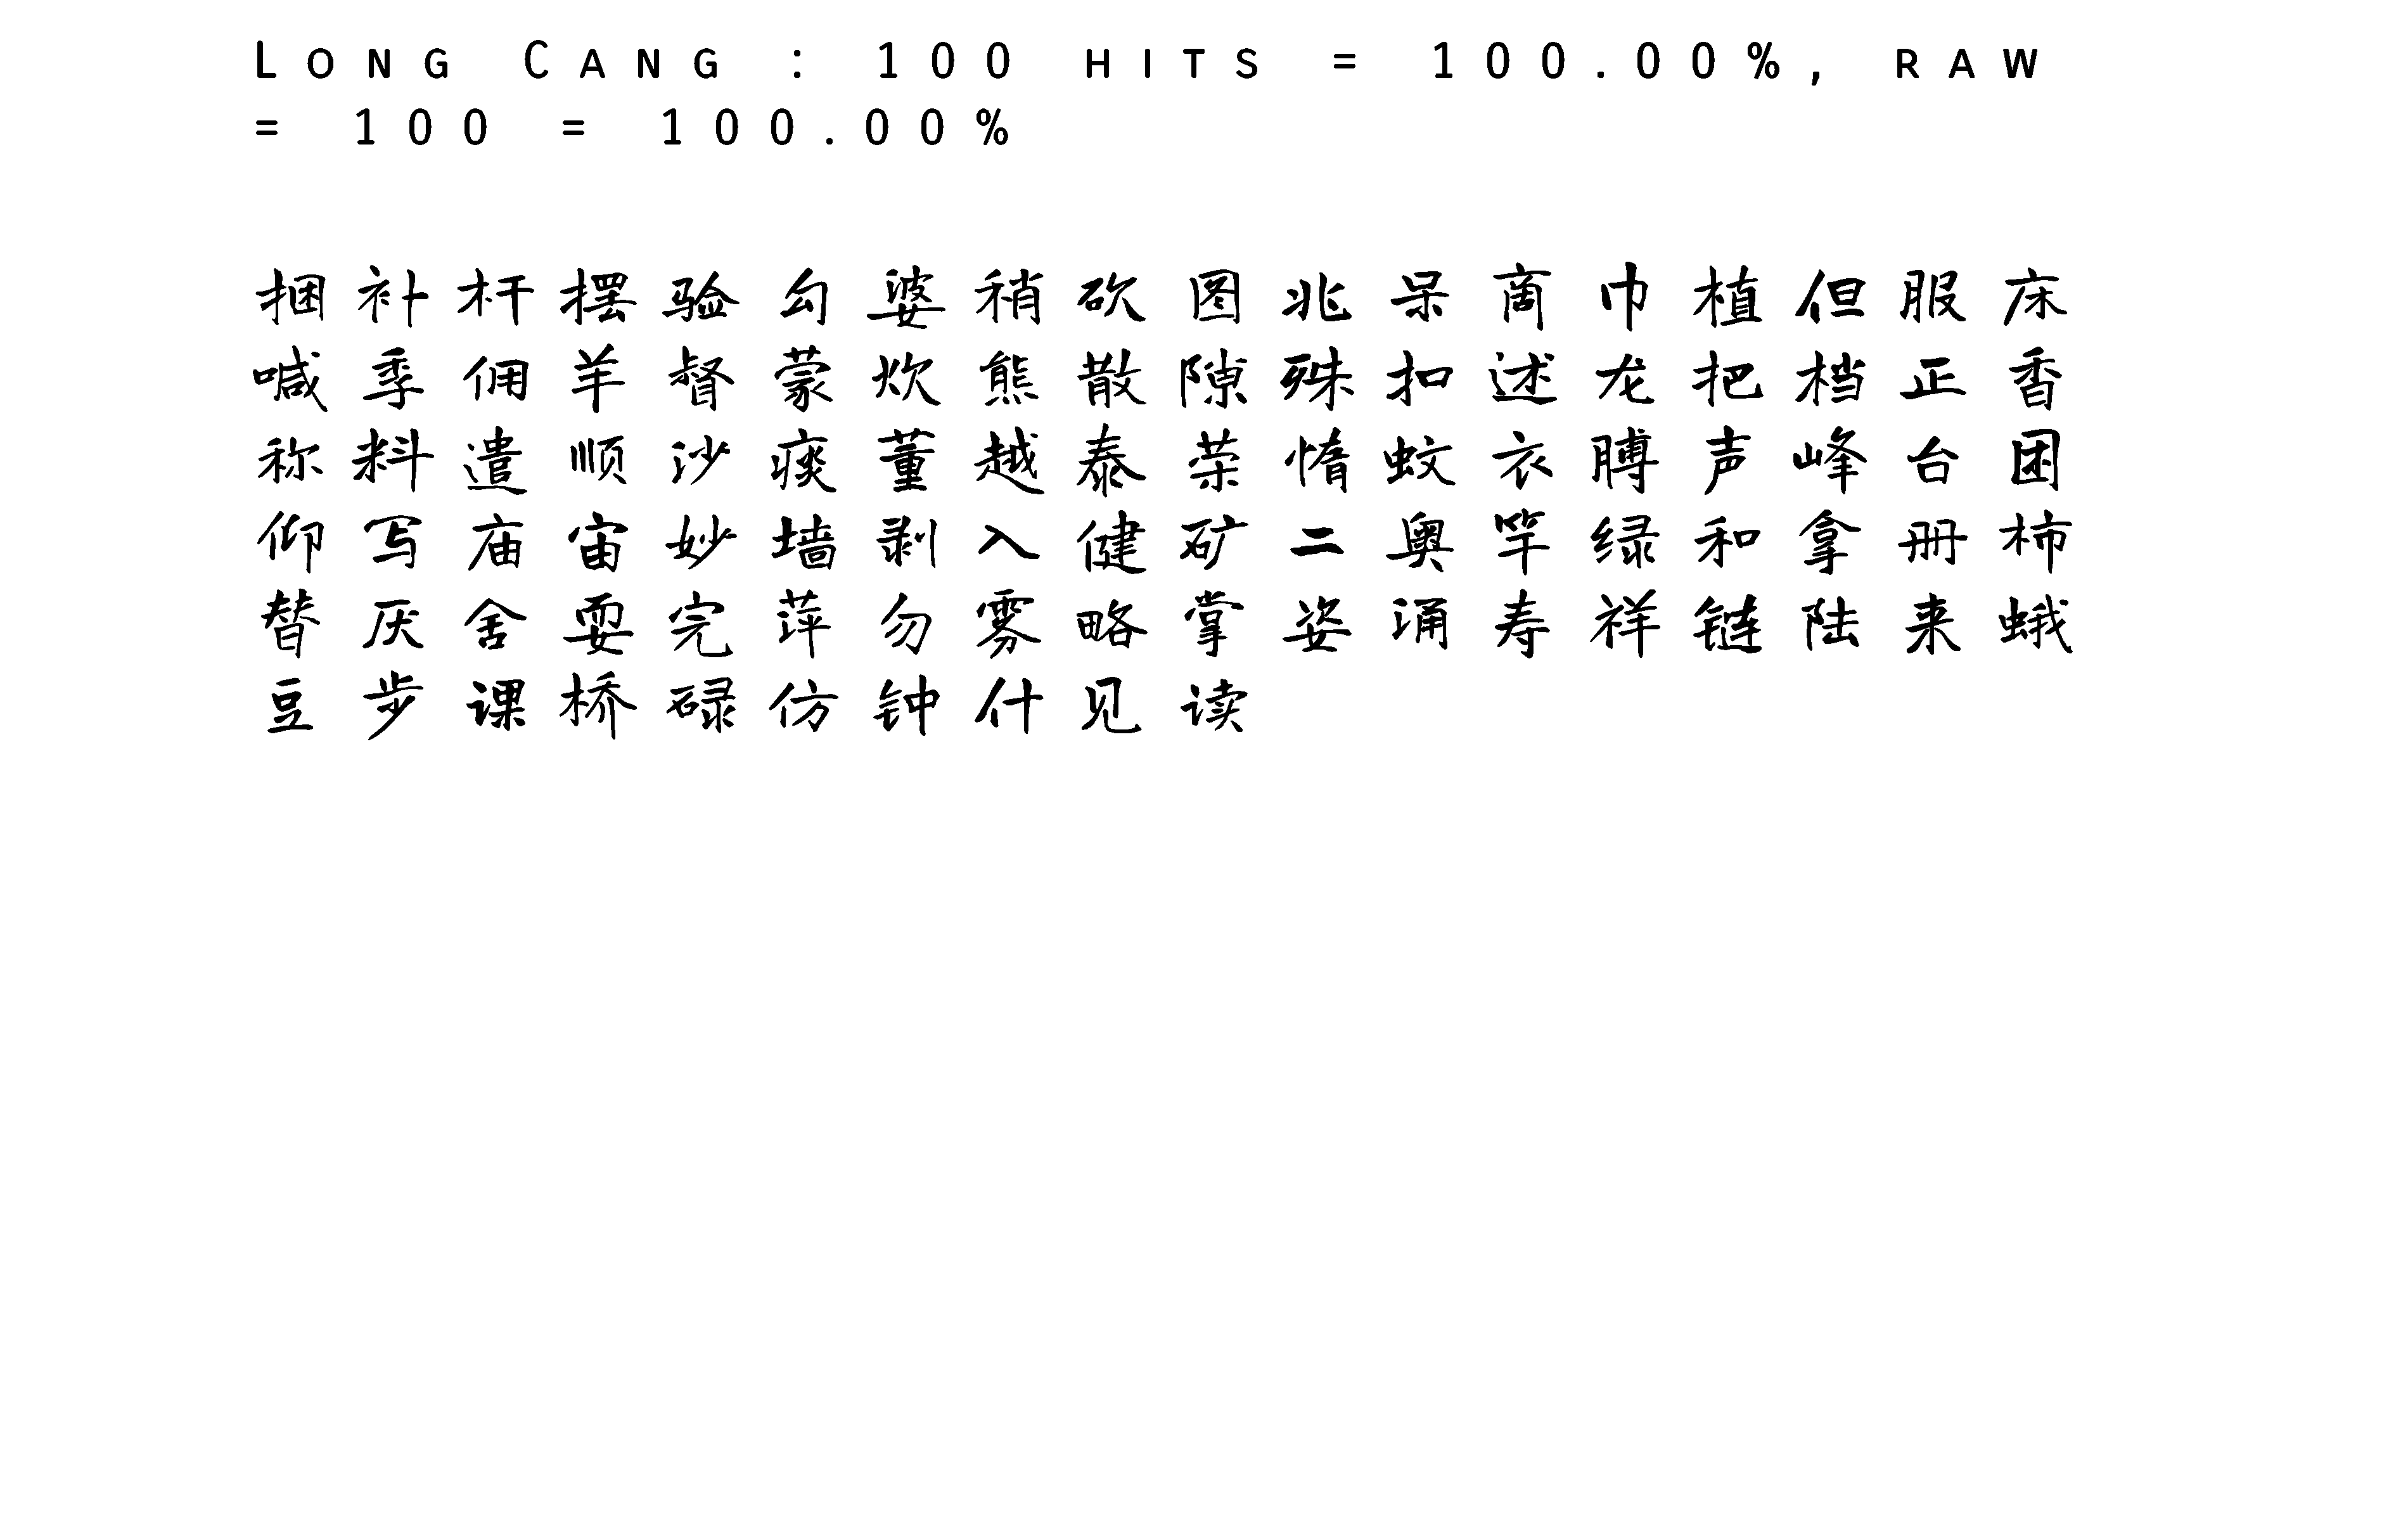 Long Cang : 100 hits = 100.00%, raw
= 100 = 100.00%
捆补杆摆验勾婆稍砍图兆呆商巾植但服床
喊季佣羊督蒙炊熊散隙殊扣述龙把档正香
称料遣顺沙痰董越泰荣惰蚊衣膊声峰台困
仰写庙宙妙墙剥入健矿二奥竿绿和拿册柿
替厌舍耍完萍勿雾略掌姿涌寿祥链陆来蛾
豆步课桥碌仿钟什见读